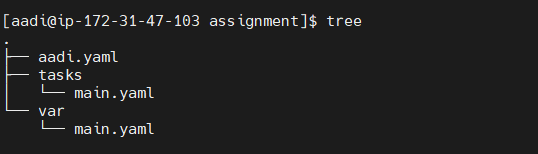 [aadi@ip-172-31-47-103 assignment]$ tree
.
├── aadi.yaml
├── tasks
│   └── main.yaml
└── var
    └── main.yaml